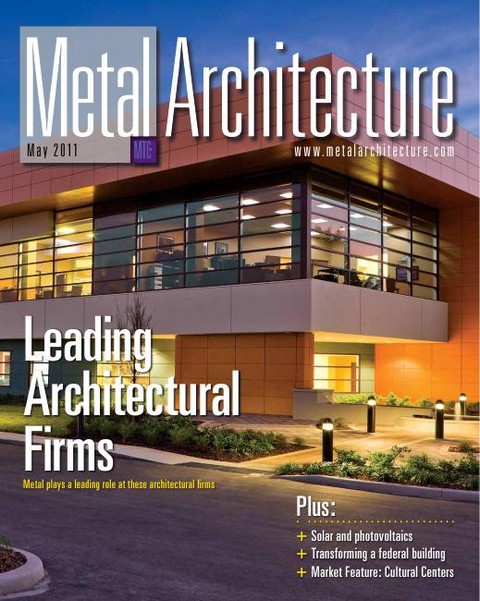 Metal Architecture
May 2011
MTC
www.metalarchitecture.com
Leading
Architectural
Firms
Metal plays a leading role at these architectural firms
Plus:
+ Solar and photovoltaics
+ Transforming a federal building
+ Market Feature: Cultural Centers